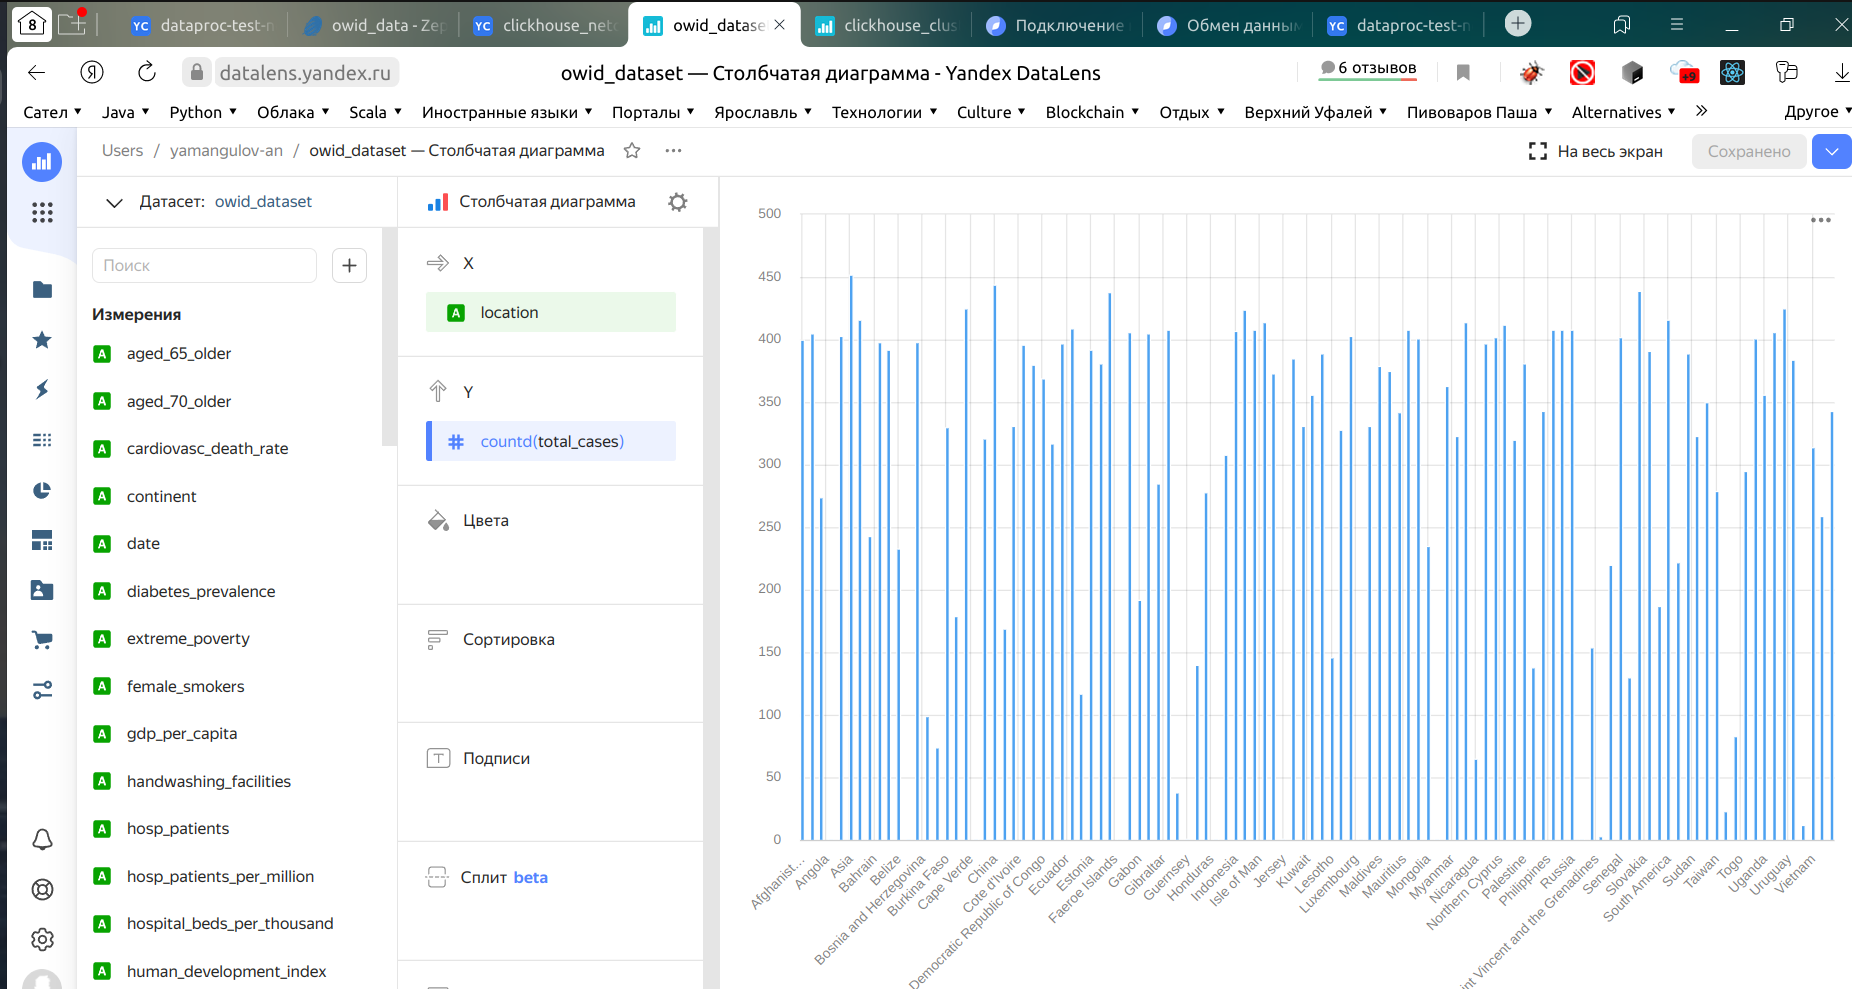 8
YC dataproc-test-n
owid_data - Zep
YC clickhouse_netc
owid_datase
clickhouse_clus
Подключение
Обмен данным
YC dataproc-test-n
Я
datalens.yandex.ru
owid_dataset — Столбчатая диаграмма - Yandex DataLens
6 отзывов
+9
Сател
Java
Python
Облака
Scala
Иностранные языки
Порталы
Ярославль
Технологии
Culture
Blockchain
Отдых
Верхний Уфалей
Пивоваров Паша
Alternatives
»
Другое
Users / yamangulov-an / owid_dataset — Столбчатая диаграмма
На весь экран
Сохранено
Датасет: owid_dataset
Поиск
Измерения
A aged_65_older
A aged_70_older
A cardiovasc_death_rate
A continent
A date
A diabetes_prevalence
A extreme_poverty
A female_smokers
A gdp_per_capita
A handwashing_facilities
A hosp_patients
A hosp_patients_per_million
A hospital_beds_per_thousand
A human_development_index
Столбчатая диаграмма
X
A location
Y
# countd(total_cases)
Цвета
Сортировка
T Подписи
Сплит beta
500
450
400
350
300
250
200
150
100
50
0
Afghanist...
Angola
Asia
Bahrain
Belize
Bosnia and Herzegovina
Burkina Faso
Cape Verde
China
Cote d'Ivoire
Democratic Republic of Congo
Ecuador
Estonia
Faeroe Islands
Gabon
Gibraltar
Guernsey
Honduras
Indonesia
Isle of Man
Jersey
Kuwait
Lesotho
Luxembourg
Maldives
Mauritius
Mongolia
Myanmar
Nicaragua
Northern Cyprus
Palestine
Philippines
Russia
int Vincent and the Grenadines
Senegal
Slovakia
South America
Sudan
Taiwan
Togo
Uganda
Uruguay
Vietnam